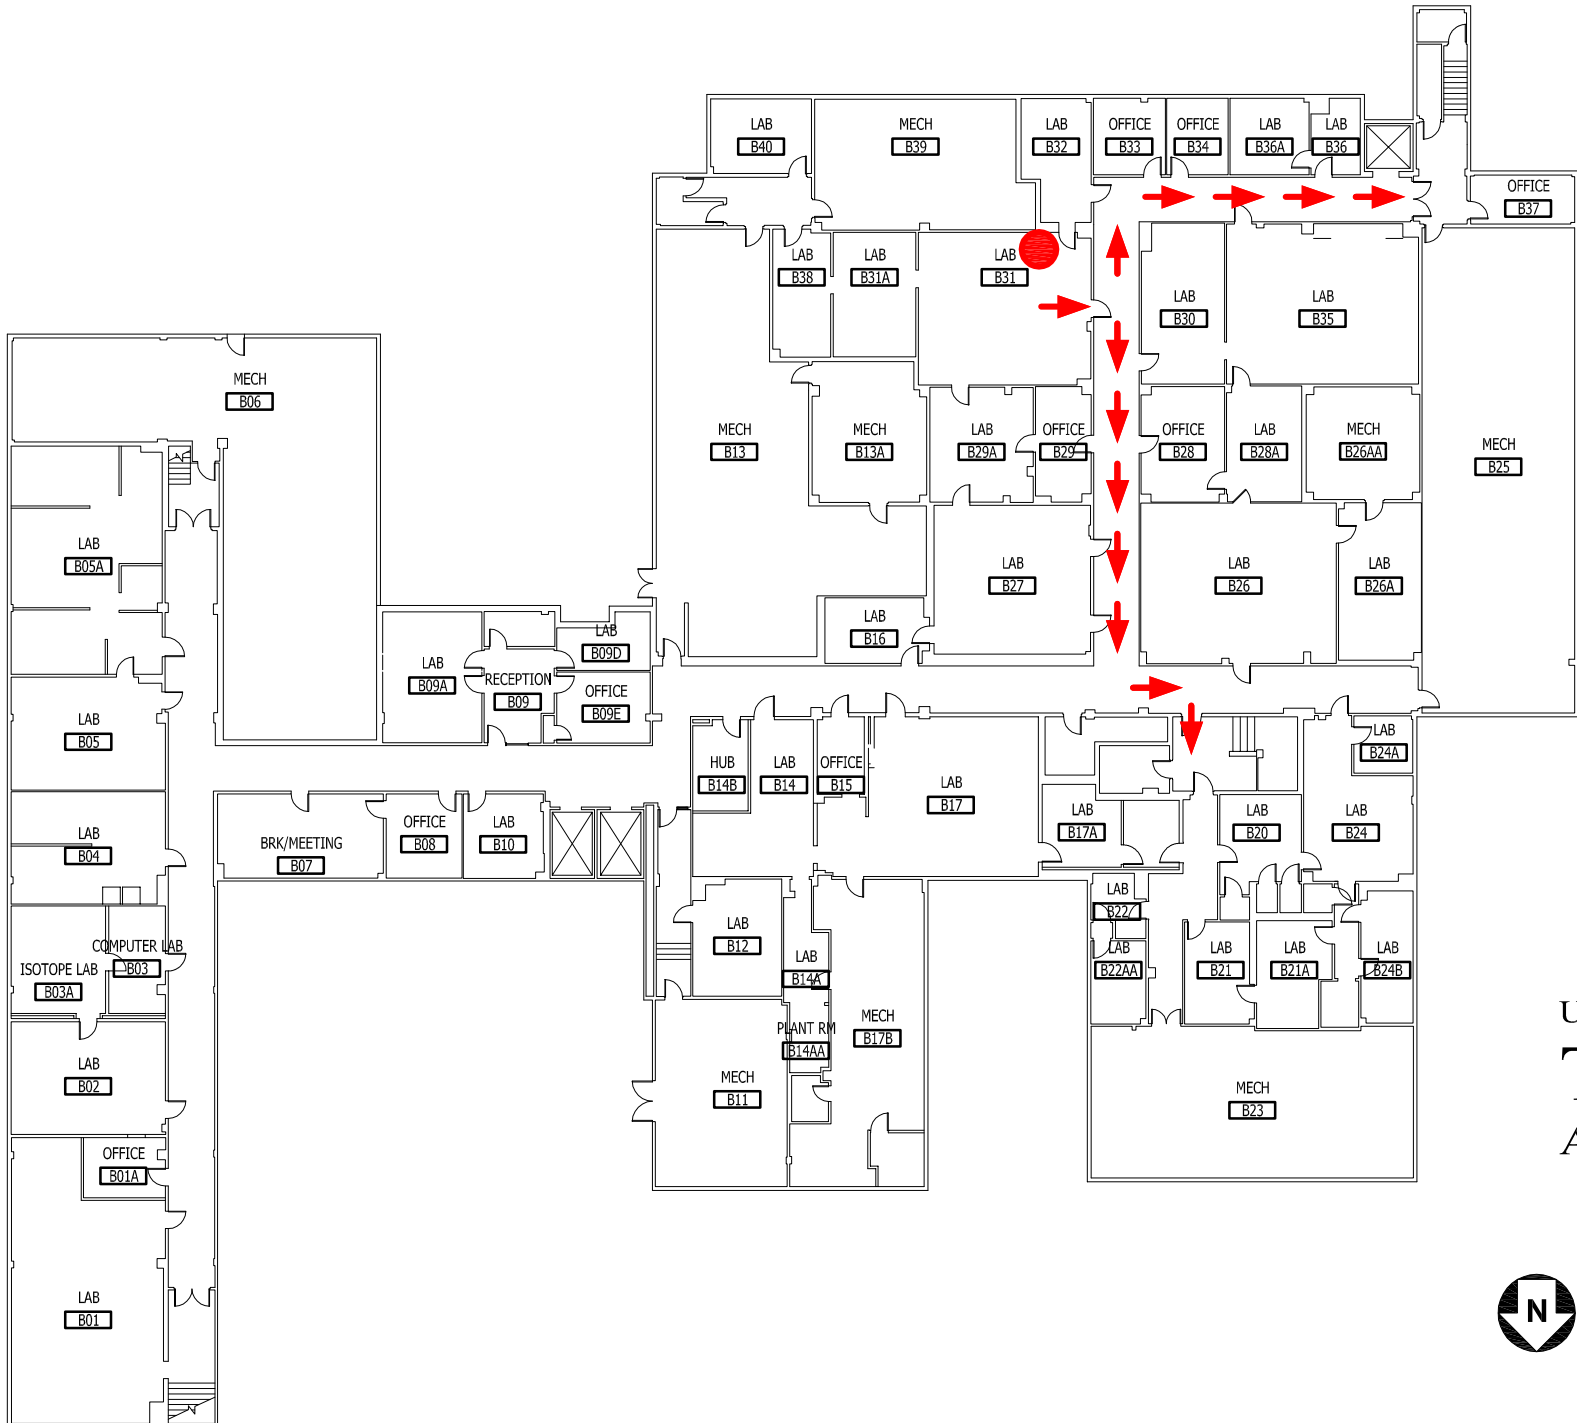 LAB
B40
MECH
B39
LAB
B32
OFFICE
B33
OFFICE
B34
LAB
B36A
LAB
B36
OFFICE
B37
LAB
B38
LAB
B31A
LAB
B31
LAB
B30
LAB
B35
MECH
B06
MECH
B13
MECH
B13A
LAB
B29A
OFFICE
B29
OFFICE
B28
LAB
B28A
MECH
B26AA
MECH
B25
LAB
B05A
LAB
B27
LAB
B26
LAB
B26A
LAB
B16
LAB
B09A
RECEPTION
B09
LAB
B09D
OFFICE
B09E
LAB
B05
HUB
B14B
LAB
B14
OFFICE
B15
LAB
B17
LAB
B24A
LAB
B04
BRK/MEETING
B07
OFFICE
B08
LAB
B10
LAB
B17A
LAB
B20
LAB
B24
LAB
B22
COMPUTER LAB
B03
ISOTOPE LAB
B03A
LAB
B12
LAB
B14A
LAB
B22AA
LAB
B21
LAB
B21A
LAB
B24B
LAB
B02
PLANT RM
B14AA
MECH
B17B
MECH
B11
MECH
B23
OFFICE
B01A
LAB
B01
U
A
N